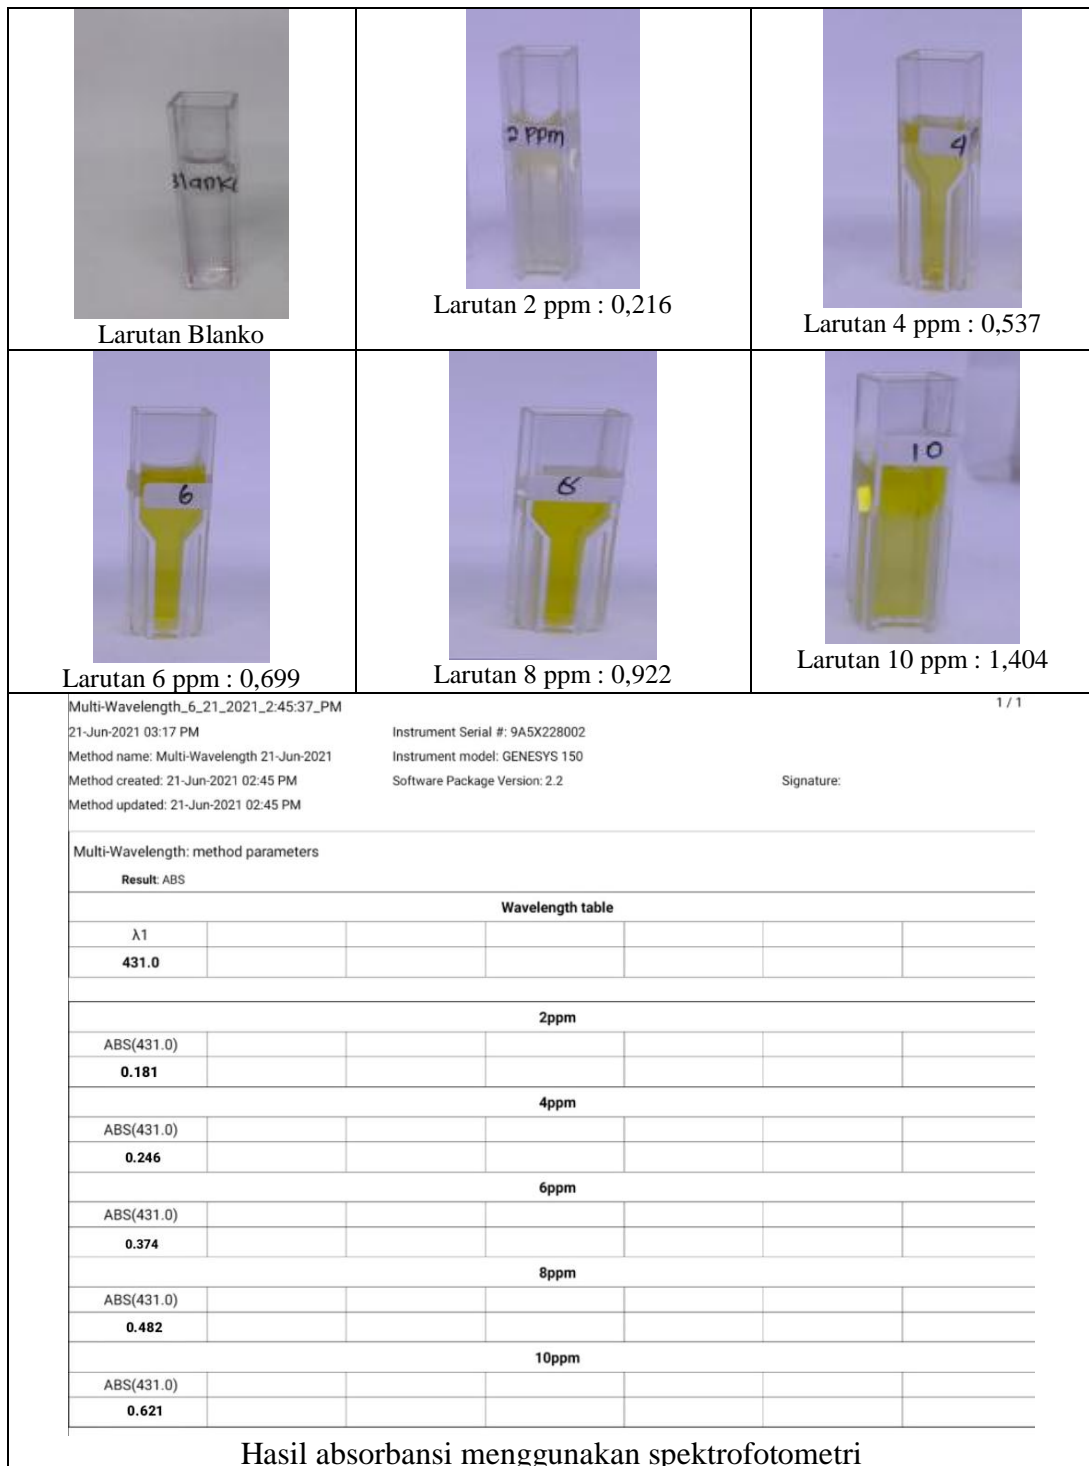 Blanko
Larutan Blanko
2 PPM
Larutan 2 ppm : 0,216
4
Larutan 4 ppm : 0,537
6
Larutan 6 ppm : 0,699
8
Larutan 8 ppm : 0,922
10
Larutan 10 ppm : 1,404
Multi-Wavelength_6_21_2021_2:45:37_PM 1 / 1
21-Jun-2021 03:17 PM Instrument Serial #: 9A5X228002
Method name: Multi-Wavelength 21-Jun-2021 Instrument model: GENESYS 150
Method created: 21-Jun-2021 02:45 PM Software Package Version: 2.2 Signature:
Method updated: 21-Jun-2021 02:45 PM
Multi-Wavelength: method parameters
Result: ABS
Wavelength table
λ1
431.0
2ppm
ABS(431.0)
0.181
4ppm
ABS(431.0)
0.246
6ppm
ABS(431.0)
0.374
8ppm
ABS(431.0)
0.482
10ppm
ABS(431.0)
0.621
Hasil absorbansi menggunakan spektrofotometri